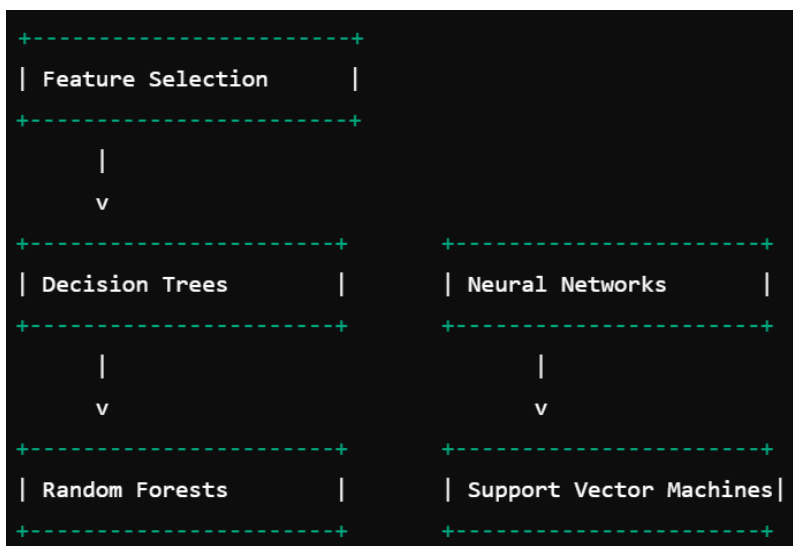 +------------------------+
| Feature Selection      |
+------------------------+
|
v
+-----------------------+ +-----------------------+
| Decision Trees        | | Neural Networks       |
+-----------------------+ +-----------------------+
| |
v v
+-----------------------+ +-----------------------+
| Random Forests        | | Support Vector Machines|
+-----------------------+ +-----------------------+